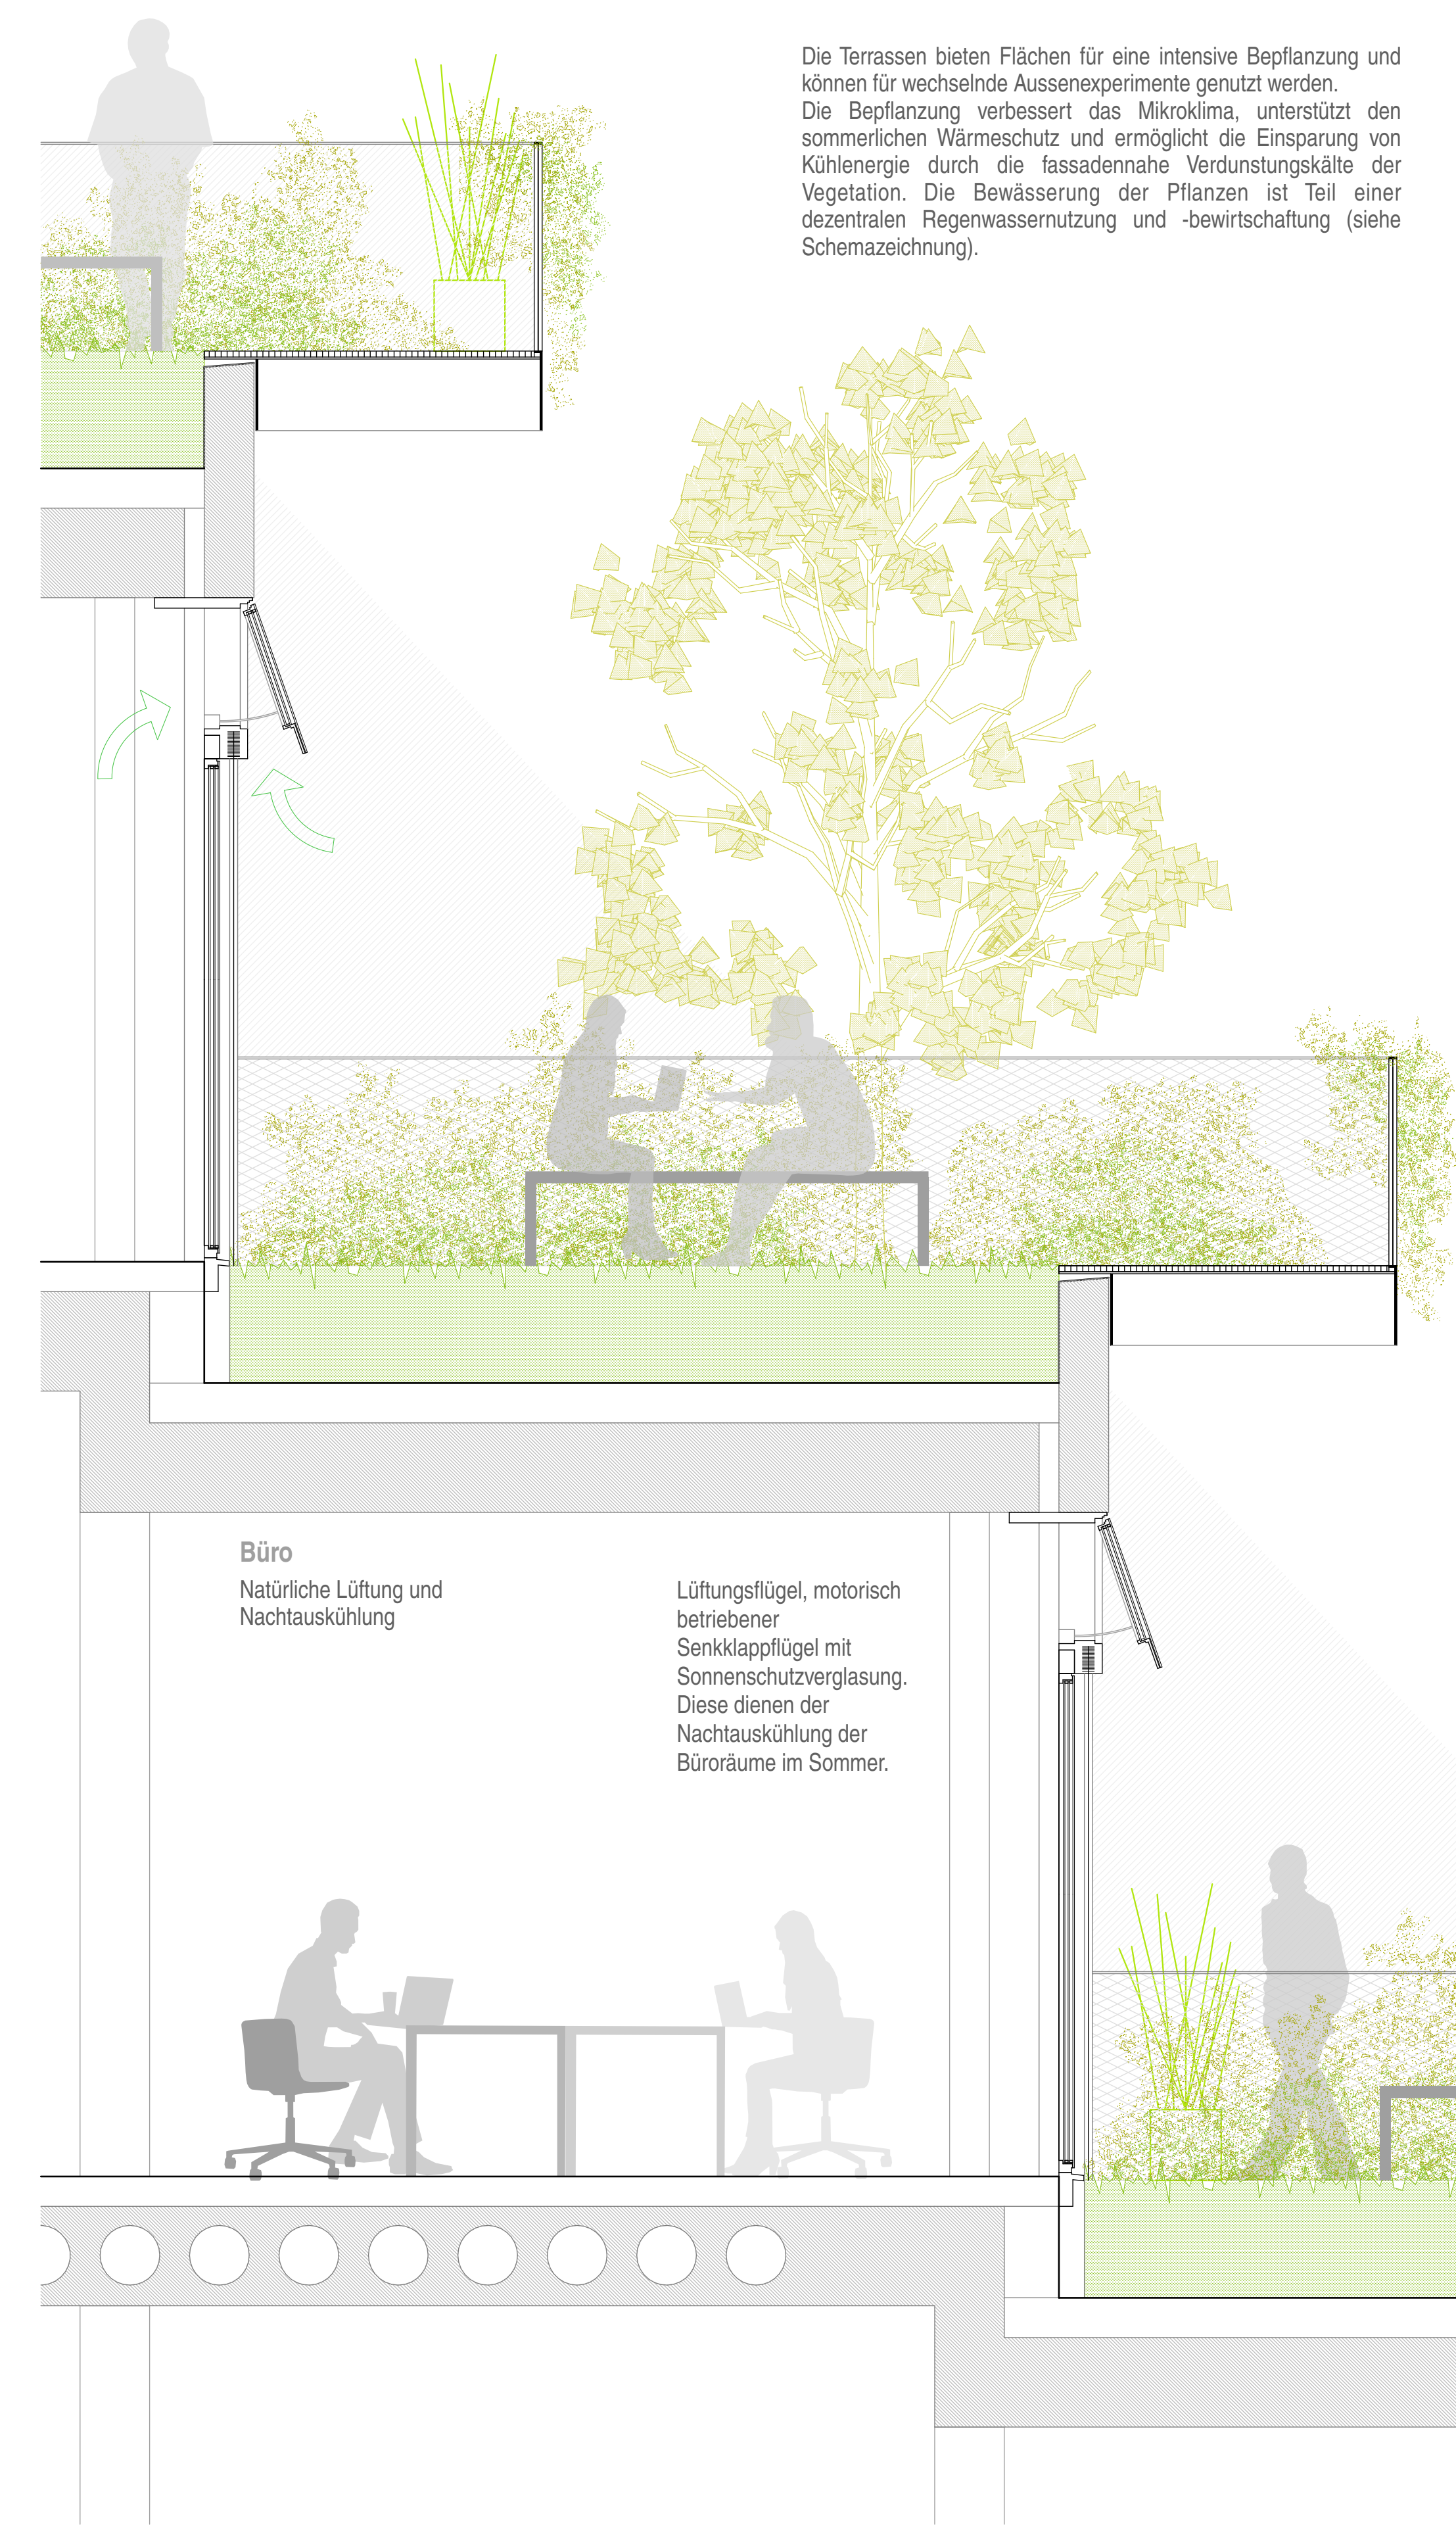 Die Terrassen bieten Flächen für eine intensive Bepflanzung und
können für wechselnde Aussenexperimente genutzt werden.
Die Bepflanzung verbessert das Mikroklima, unterstützt den
sommerlichen Wärmeschutz und ermöglicht die Einsparung von
Kühlenergie durch die fassadennahe Verdunstungskälte der
Vegetation. Die Bewässerung der Pflanzen ist Teil einer
dezentralen Regenwassernutzung und -bewirtschaftung (siehe
Schemazeichnung).
Büro
Natürliche Lüftung und
Nachtauskühlung
Lüftungsflügel, motorisch
betriebener
Senkklappflügel mit
Sonnenschutzverglasung.
Diese dienen der
Nachtauskühlung der
Büroräume im Sommer.